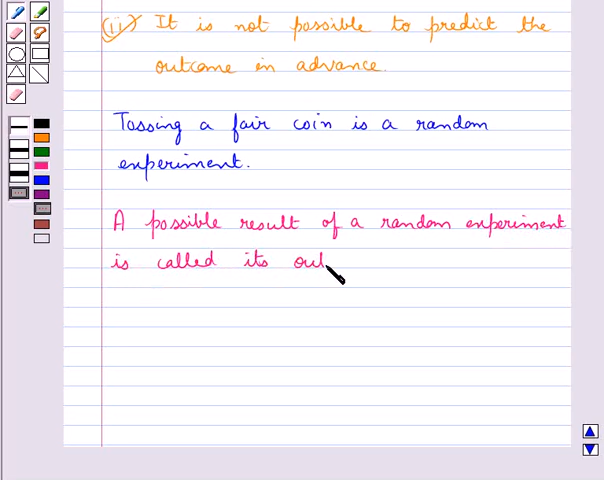 (ii) It is not possible to predict the
outcome in advance.
Tossing a fair coin is a random
experiment.
A possible result of a random experiment
is called its out